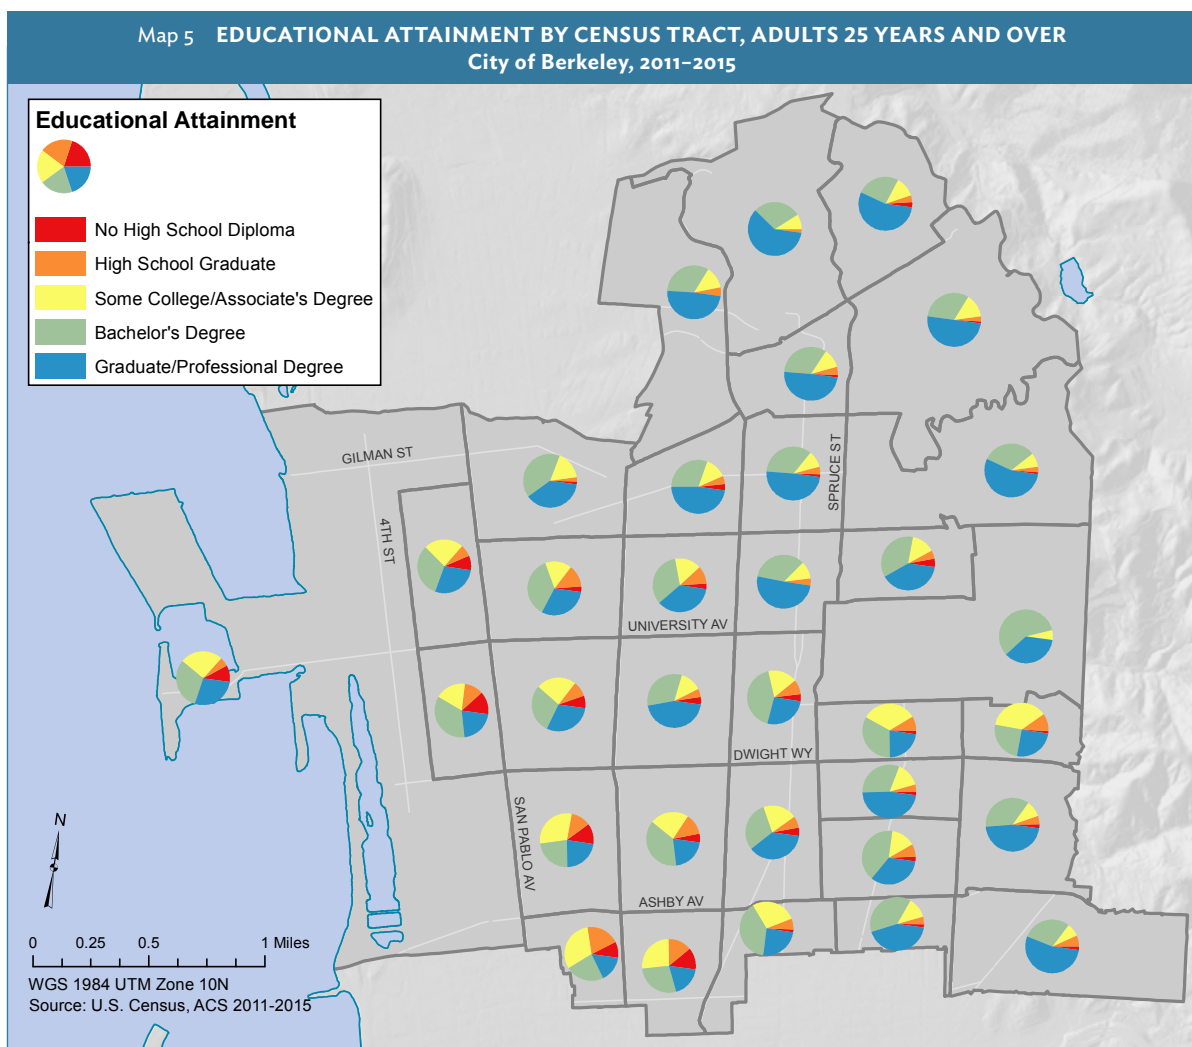 Map 5 EDUCATIONAL ATTAINMENT BY CENSUS TRACT, ADULTS 25 YEARS AND OVER
City of Berkeley, 2011–2015
Educational Attainment
No High School Diploma
High School Graduate
Some College/Associate's Degree
Bachelor's Degree
Graduate/Professional Degree
GILMAN ST
SPRUCE ST
4TH ST
UNIVERSITY AV
DWIGHT WY
SAN PABLO AV
ASHBY AV
N
0 0.25 0.5 1 Miles
WGS 1984 UTM Zone 10N
Source: U.S. Census, ACS 2011-2015